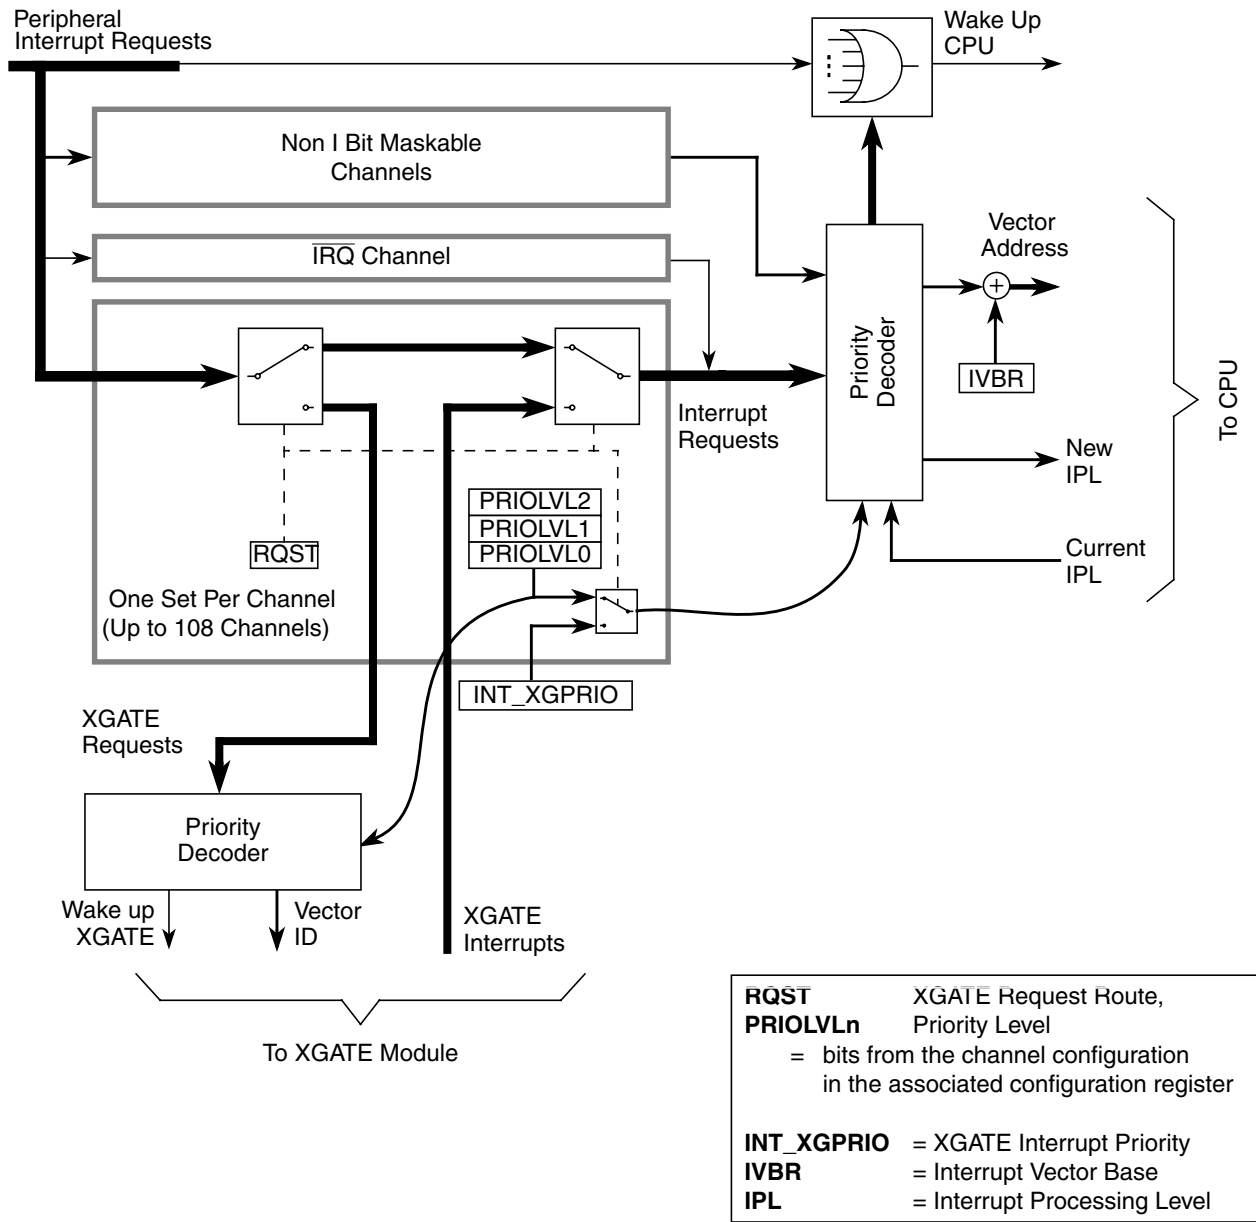 Peripheral
Interrupt Requests
Wake Up
CPU
Non I Bit Maskable
Channels
IRQ Channel
Vector
Address
Priority
Decoder
IVBR
To CPU
Interrupt
Requests
New
IPL
PRIOLVL2
PRIOLVL1
PRIOLVL0
RQST
Current
IPL
One Set Per Channel
(Up to 108 Channels)
INT_XGPRIO
XGATE
Requests
Priority
Decoder
Wake up
XGATE
Vector
ID
XGATE
Interrupts
To XGATE Module
RQST XGATE Request Route,
PRIOLVLn Priority Level
= bits from the channel configuration
in the associated configuration register
INT_XGPRIO = XGATE Interrupt Priority
IVBR = Interrupt Vector Base
IPL = Interrupt Processing Level